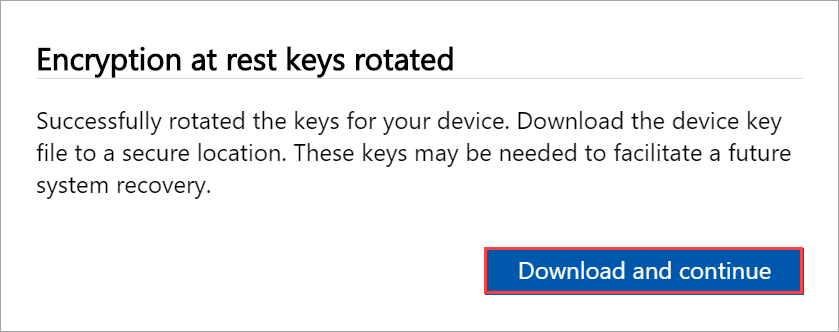 Encryption at rest keys rotated
Successfully rotated the keys for your device. Download the device key
file to a secure location. These keys may be needed to facilitate a future
system recovery.
Download and continue